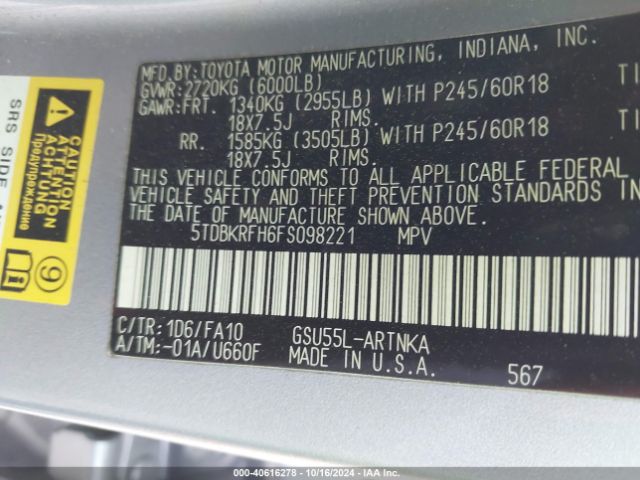 MFD.BY:TOYOTA MOTOR MANUFACTURING, INDIANA, INC.
GVWR:2720KG (6000LB)
GAWR:FRT. 1340KG (2955LB) WITH P245/60R18
18X7.5J RIMS.
RR. 1585KG (3505LB) WITH P245/60R18
18X7.5J RIMS.
THIS VEHICLE CONFORMS TO ALL APPLICABLE FEDERAL
VEHICLE SAFETY AND THEFT PREVENTION STANDARDS IN
THE DATE OF MANUFACTURE SHOWN ABOVE.
5TDBKRFH6FS098221 MPV
C/TR:1D6/FA10 GSU55L-ARTNKA
A/TM:-01A/U660F MADE IN U.S.A.
567
SRS SIDE
CAUTION
ATTENTION
ACHTUNG
Предупреждение
9
000-40616278 - 10/16/2024 - IAA Inc.